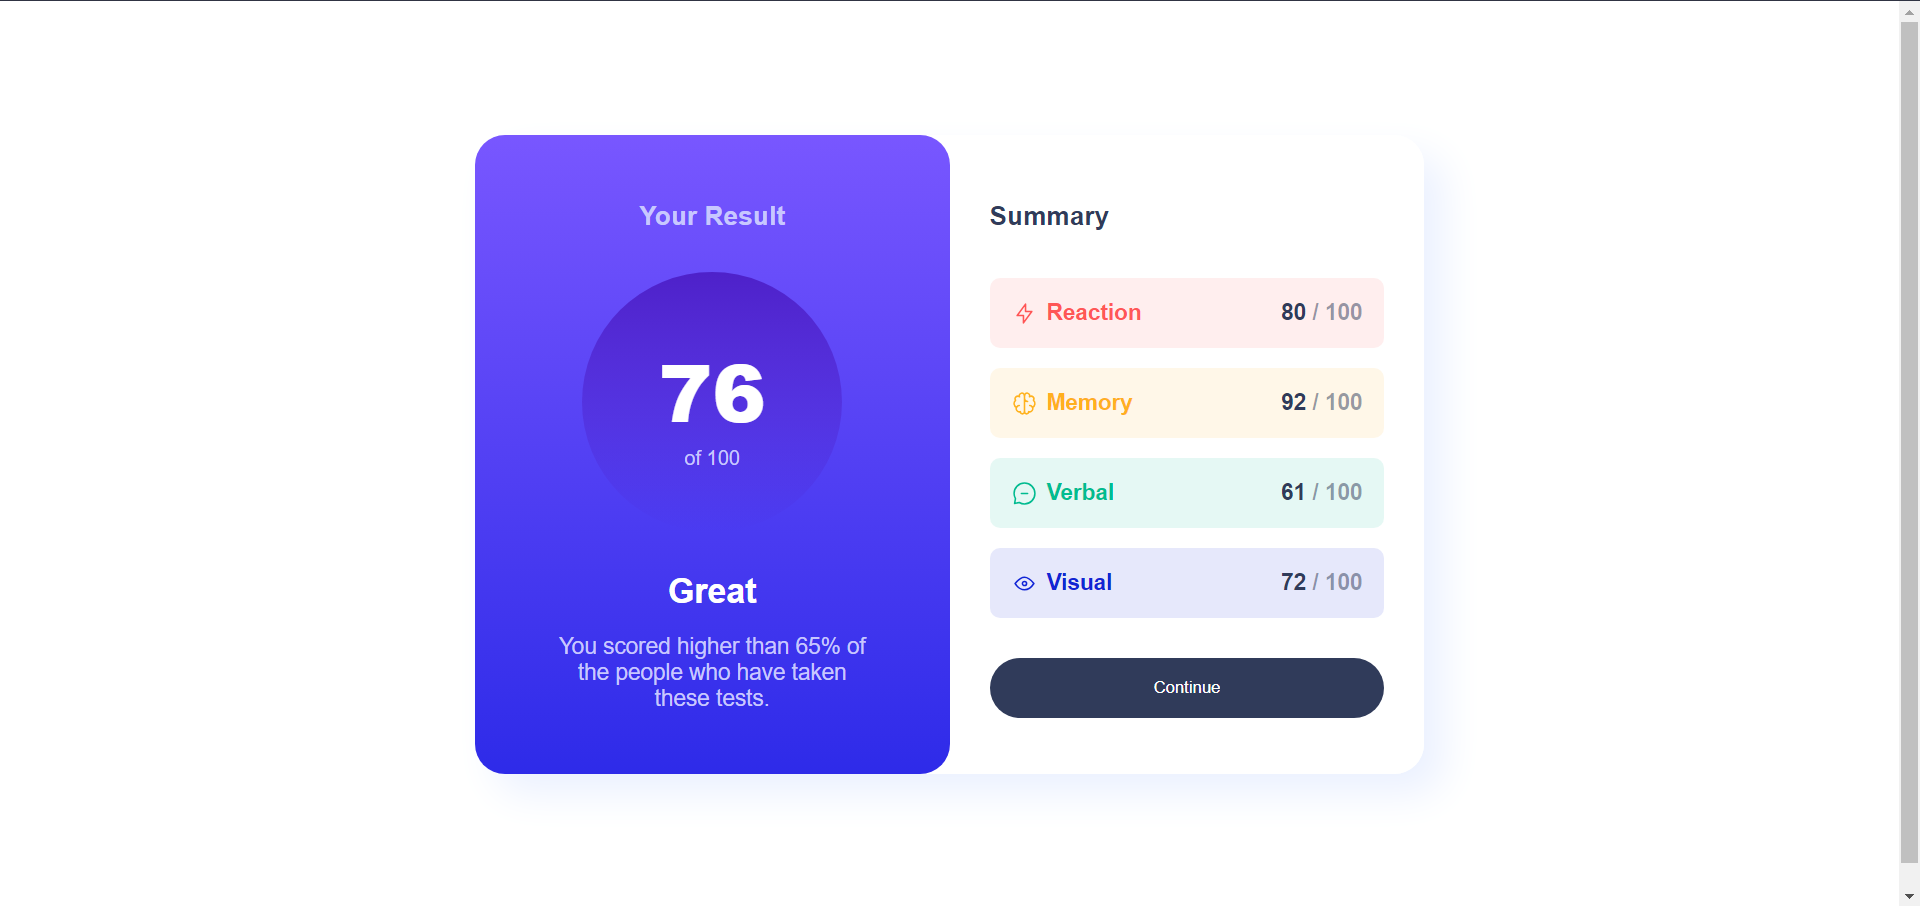 Your Result
76
of 100
Great
You scored higher than 65% of
the people who have taken
these tests.
Summary
Reaction 80 / 100
Memory 92 / 100
Verbal 61 / 100
Visual 72 / 100
Continue